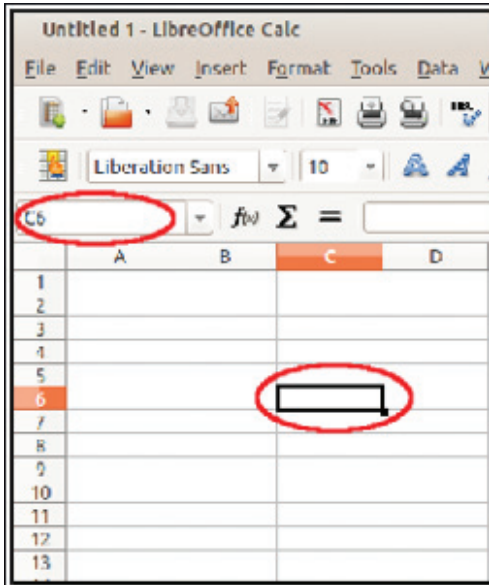 Untitled 1 - LibreOffice Calc
File Edit View Insert Format Tools Data W
Liberation Sans 10
C6 f(x) Σ =
A B C D
1
2
3
4
5
6
7
8
9
10
11
12
13